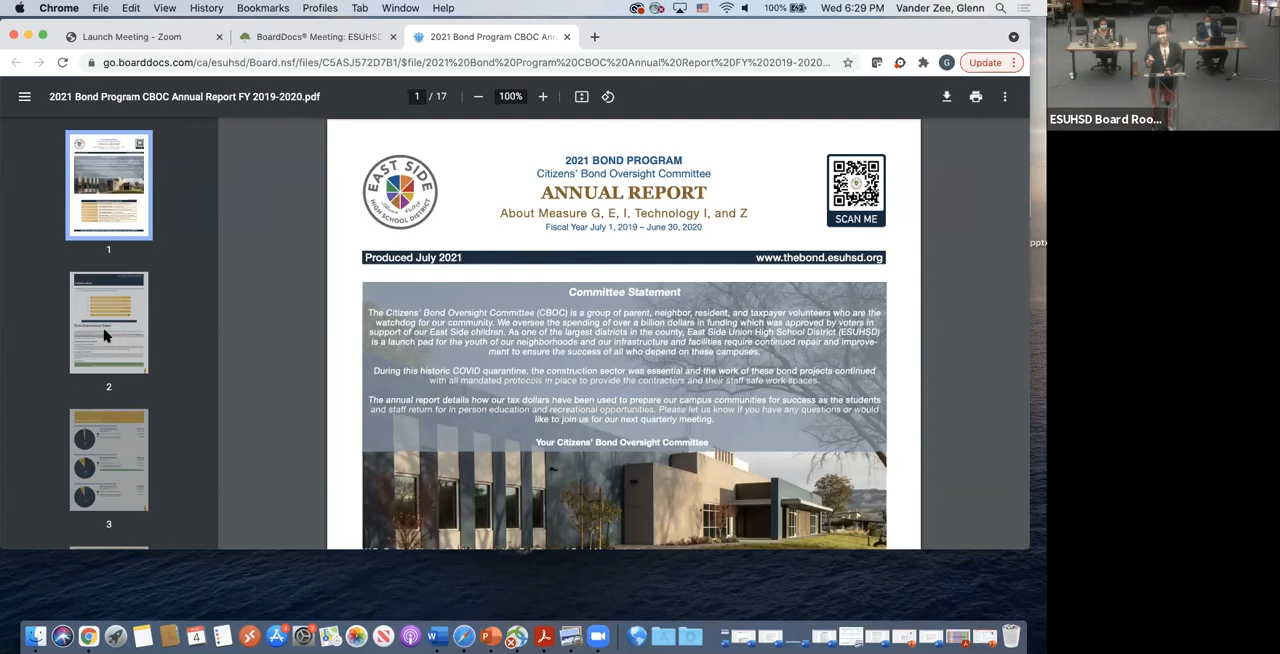 Chrome File Edit View History Bookmarks Profiles Tab Window Help 100% Wed 6:29 PM Vander Zee, Glenn
Launch Meeting - Zoom
BoardDocs® Meeting: ESUHSD
2021 Bond Program CBOC Ann
go.boarddocs.com/ca/esuhsd/Board.nsf/files/C5ASJ572D7B1/$file/2021%20Bond%20Program%20CBOC%20Annual%20Report%20FY%202019-2020...
G
Update
2021 Bond Program CBOC Annual Report FY 2019-2020.pdf
1 / 17
100%
1
2
3
EAST SIDE
HIGH SCHOOL DISTRICT
2021 BOND PROGRAM
Citizens' Bond Oversight Committee
ANNUAL REPORT
About Measure G, E, I, Technology I, and Z
Fiscal Year July 1, 2019 – June 30, 2020
SCAN ME
Produced July 2021
www.thebond.esuhsd.org
Committee Statement
The Citizens' Bond Oversight Committee (CBOC) is a group of parent, neighbor, resident, and taxpayer volunteers who are the
watchdog for our community. We oversee the spending of over a billion dollars in funding which was approved by voters in
support of our East Side children. As one of the largest districts in the county, East Side Union High School District (ESUHSD)
is a launch pad for the youth of our neighborhoods and our infrastructure and facilities require continued repair and improve-
ment to ensure the success of all who depend on these campuses.
During this historic COVID quarantine, the construction sector was essential and the work of these bond projects continued
with all mandated protocols in place to provide the contractors and their staff safe work spaces.
The annual report details how our tax dollars have been used to prepare our campus communities for success as the students
and staff return for in person education and recreational opportunities. Please let us know if you have any questions or would
like to join us for our next quarterly meeting.
Your Citizens' Bond Oversight Committee
ESUHSD Board Roo...
pptx
4